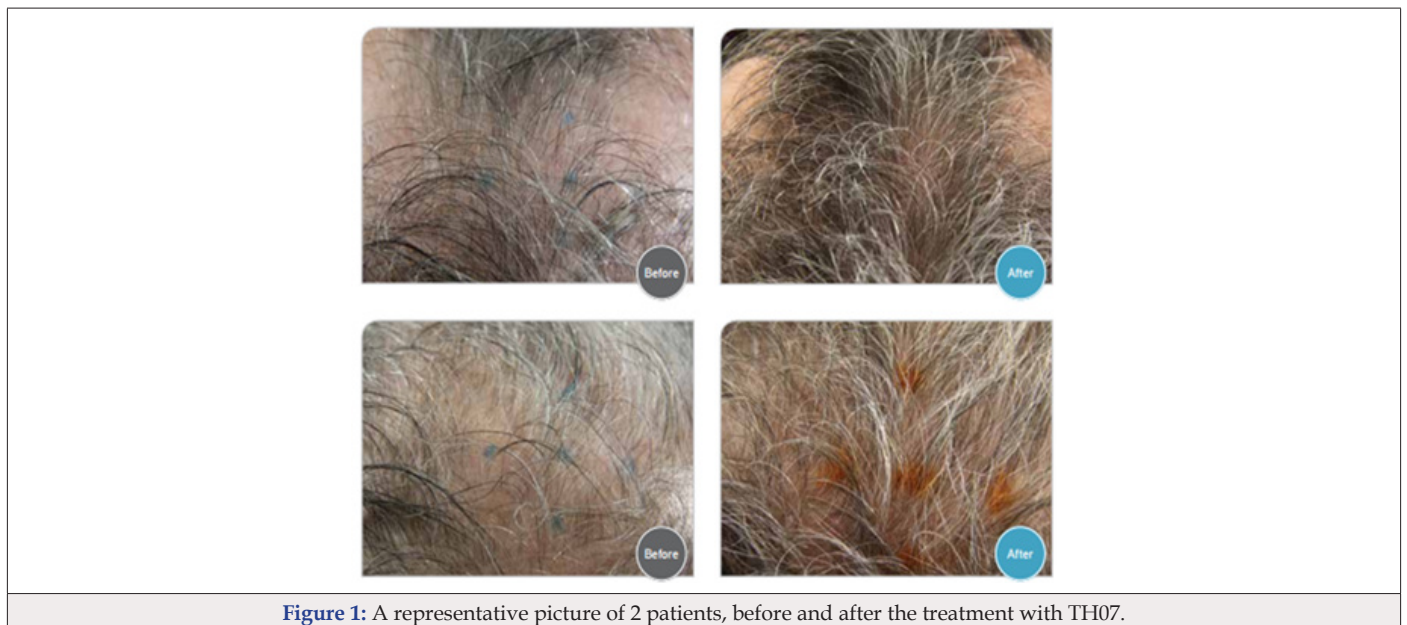 Before
After
Before
After
Figure 1: A representative picture of 2 patients, before and after the treatment with TH07.